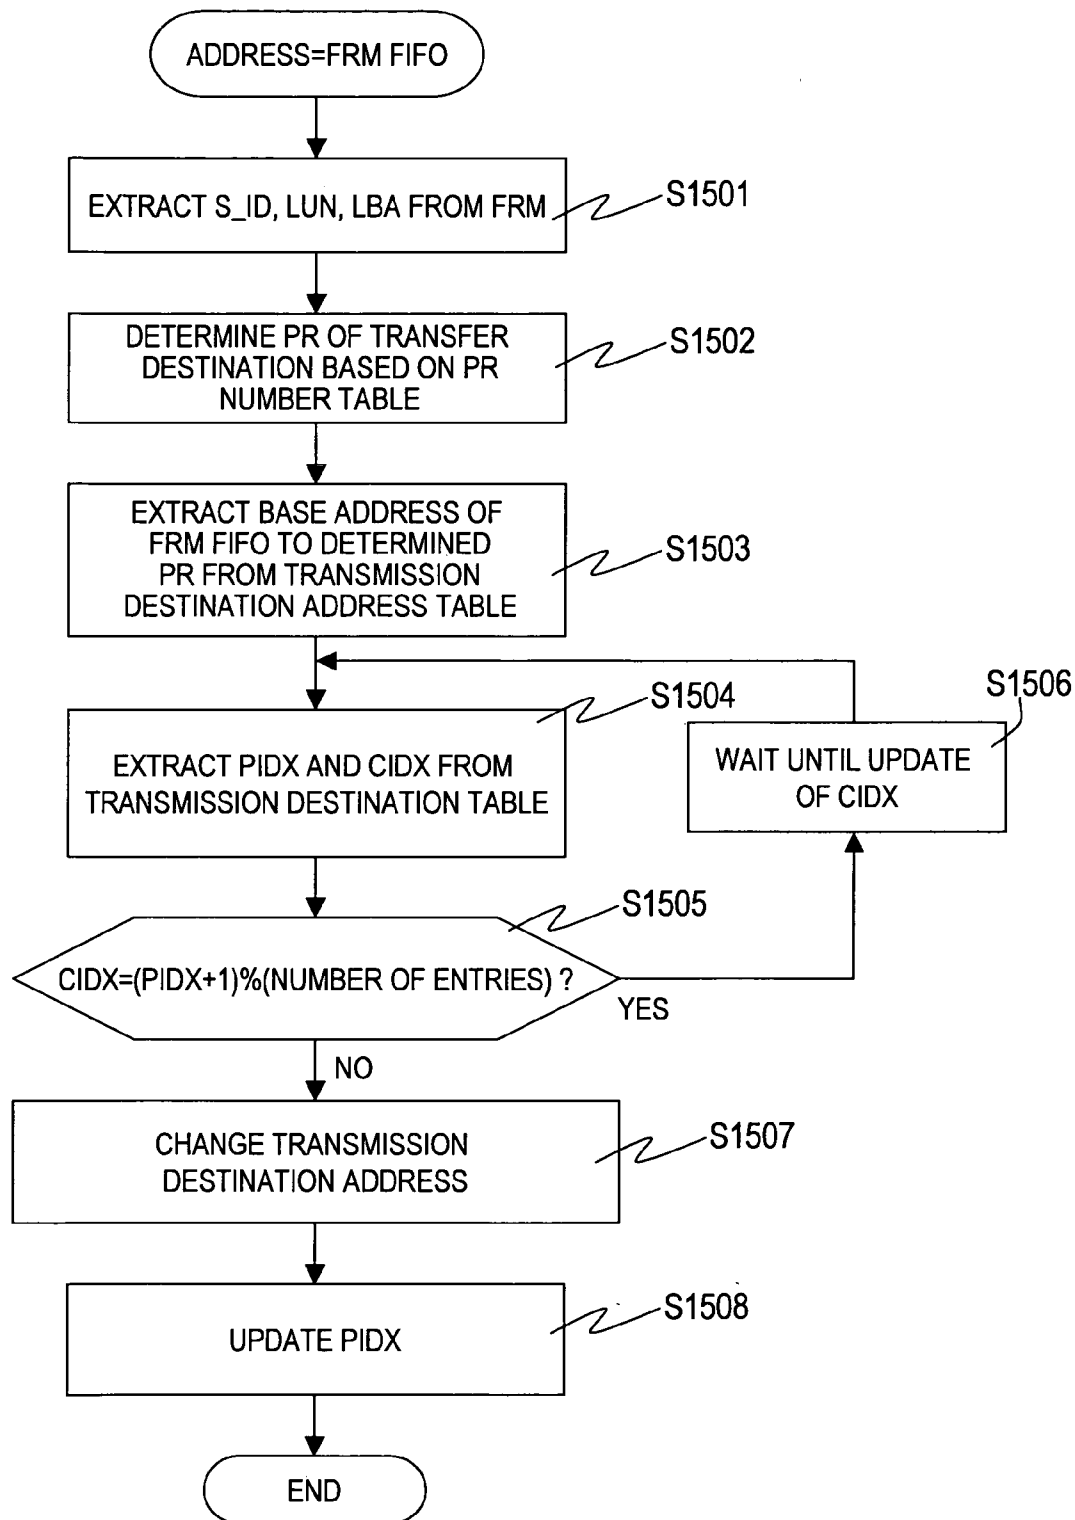 ADDRESS=FRM FIFO
EXTRACT S_ID, LUN, LBA FROM FRM
S1501
DETERMINE PR OF TRANSFER
DESTINATION BASED ON PR
NUMBER TABLE
S1502
EXTRACT BASE ADDRESS OF
FRM FIFO TO DETERMINED
PR FROM TRANSMISSION
DESTINATION ADDRESS TABLE
S1503
S1504
EXTRACT PIDX AND CIDX FROM
TRANSMISSION DESTINATION TABLE
S1506
WAIT UNTIL UPDATE
OF CIDX
S1505
CIDX=(PIDX+1)%(NUMBER OF ENTRIES) ?
YES
NO
CHANGE TRANSMISSION
DESTINATION ADDRESS
S1507
UPDATE PIDX
S1508
END